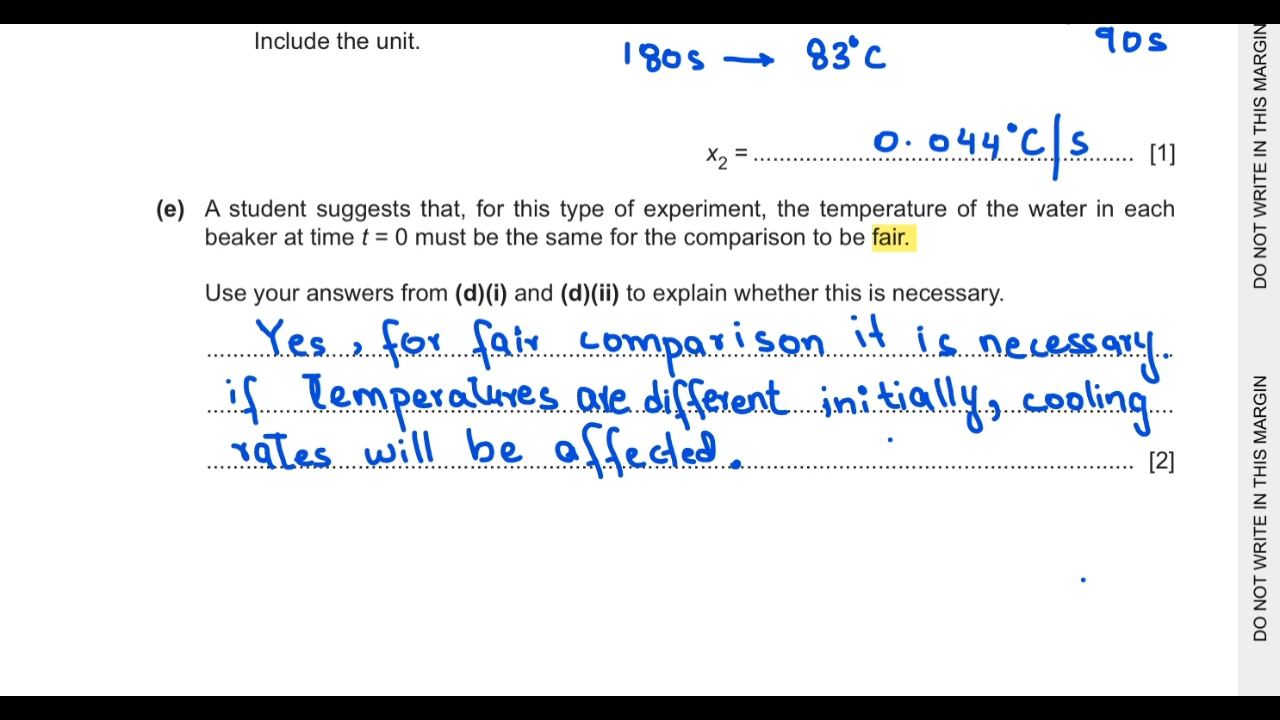 Include the unit.
180s → 83°C
90s
x₂ = ........ 0.044°C/s ........ [1]
(e) A student suggests that, for this type of experiment, the temperature of the water in each
beaker at time t = 0 must be the same for the comparison to be fair.
Use your answers from (d)(i) and (d)(ii) to explain whether this is necessary.
Yes, for fair comparison it is necessary.
if Temperatures are different initially, cooling
rates will be affected. [2]
DO NOT WRITE IN THIS MARGIN
DO NOT WRITE IN THIS MARGIN